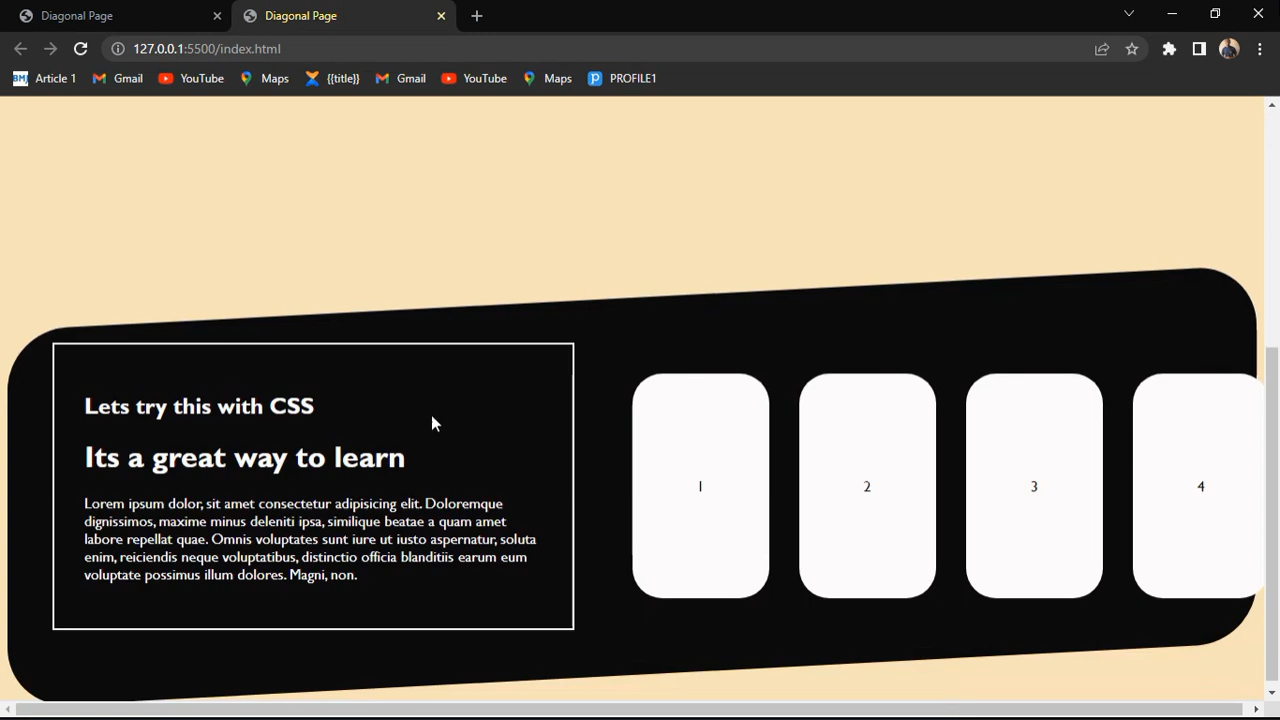 Diagonal Page
Diagonal Page
127.0.0.1:5500/index.html
BM Article 1 Gmail YouTube Maps {{title}} Gmail YouTube Maps p PROFILE1
Lets try this with CSS
Its a great way to learn
Lorem ipsum dolor, sit amet consectetur adipisicing elit. Doloremque
dignissimos, maxime minus deleniti ipsa, similique beatae a quam amet
labore repellat quae. Omnis voluptates sunt iure ut iusto aspernatur, soluta
enim, reiciendis neque voluptatibus, distinctio officia blanditiis earum eum
voluptate possimus illum dolores. Magni, non.
1
2
3
4